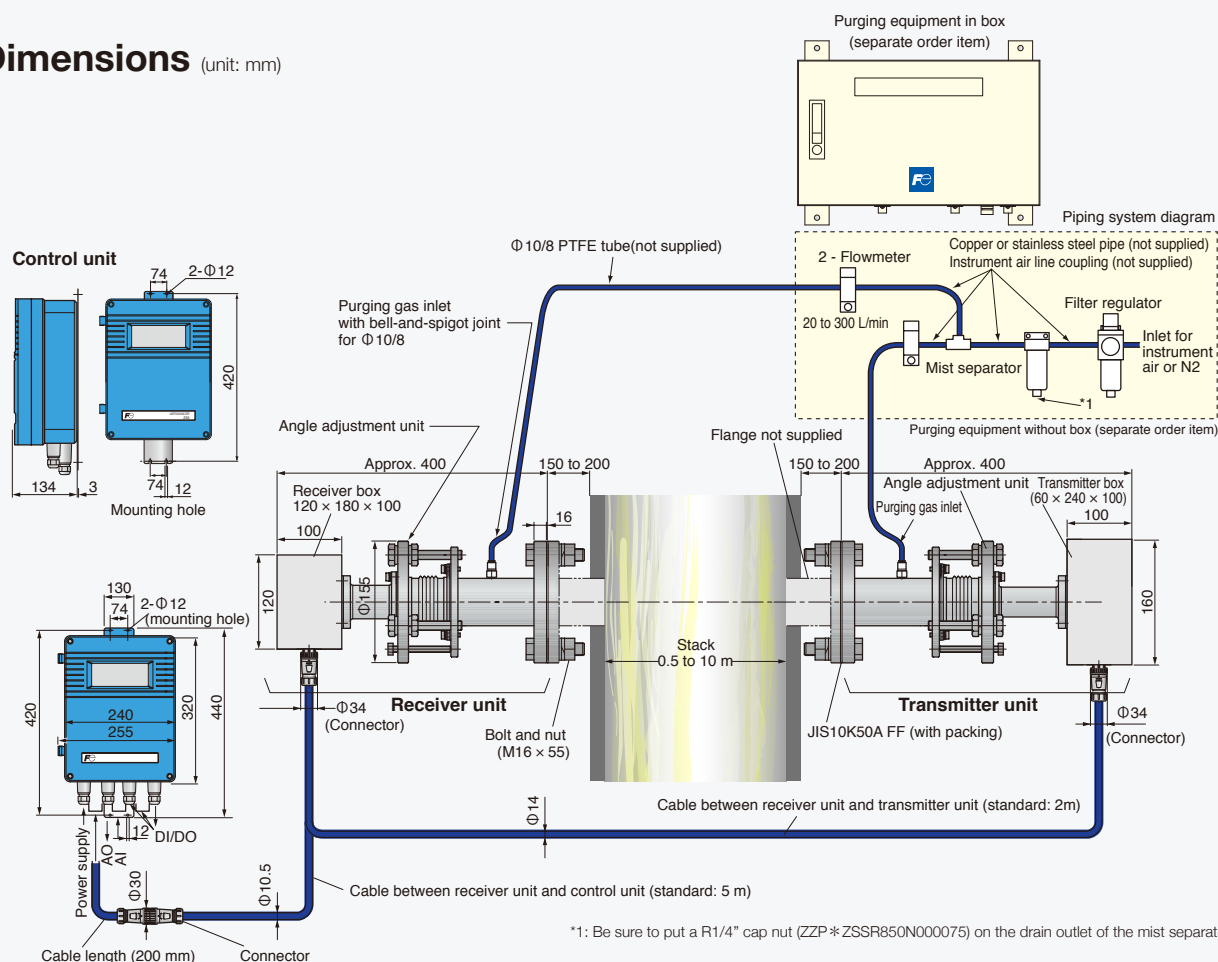 Dimensions (unit: mm)
Purging equipment in box
(separate order item)
Fe
Piping system diagram
Φ10/8 PTFE tube(not supplied)
2 - Flowmeter
Copper or stainless steel pipe (not supplied)
Instrument air line coupling (not supplied)
Filter regulator
20 to 300 L/min
Mist separator
Inlet for
instrument
air or N2
*1
Purging equipment without box (separate order item)
Control unit
74
2-Φ12
420
134
3
74
12
Mounting hole
Purging gas inlet
with bell-and-spigot joint
for Φ10/8
Angle adjustment unit
Flange not supplied
Approx. 400
150 to 200
150 to 200
Approx. 400
Receiver box
120 × 180 × 100
16
Angle adjustment unit
Transmitter box
(60 × 240 × 100)
Purging gas inlet
100
100
120
Φ155
160
Stack
0.5 to 10 m
130
74
2-Φ12
(mounting hole)
420
240
255
320
440
Fe
12
DI/DO
AO
AI
Power supply
Receiver unit
Transmitter unit
Φ34
(Connector)
Bolt and nut
(M16 × 55)
JIS10K50A FF (with packing)
Φ34
(Connector)
Φ14
Cable between receiver unit and transmitter unit (standard: 2m)
Φ30
Φ10.5
Cable between receiver unit and control unit (standard: 5 m)
Cable length (200 mm)
Connector
*1: Be sure to put a R1/4" cap nut (ZZP＊ZSSR850N000075) on the drain outlet of the mist separat